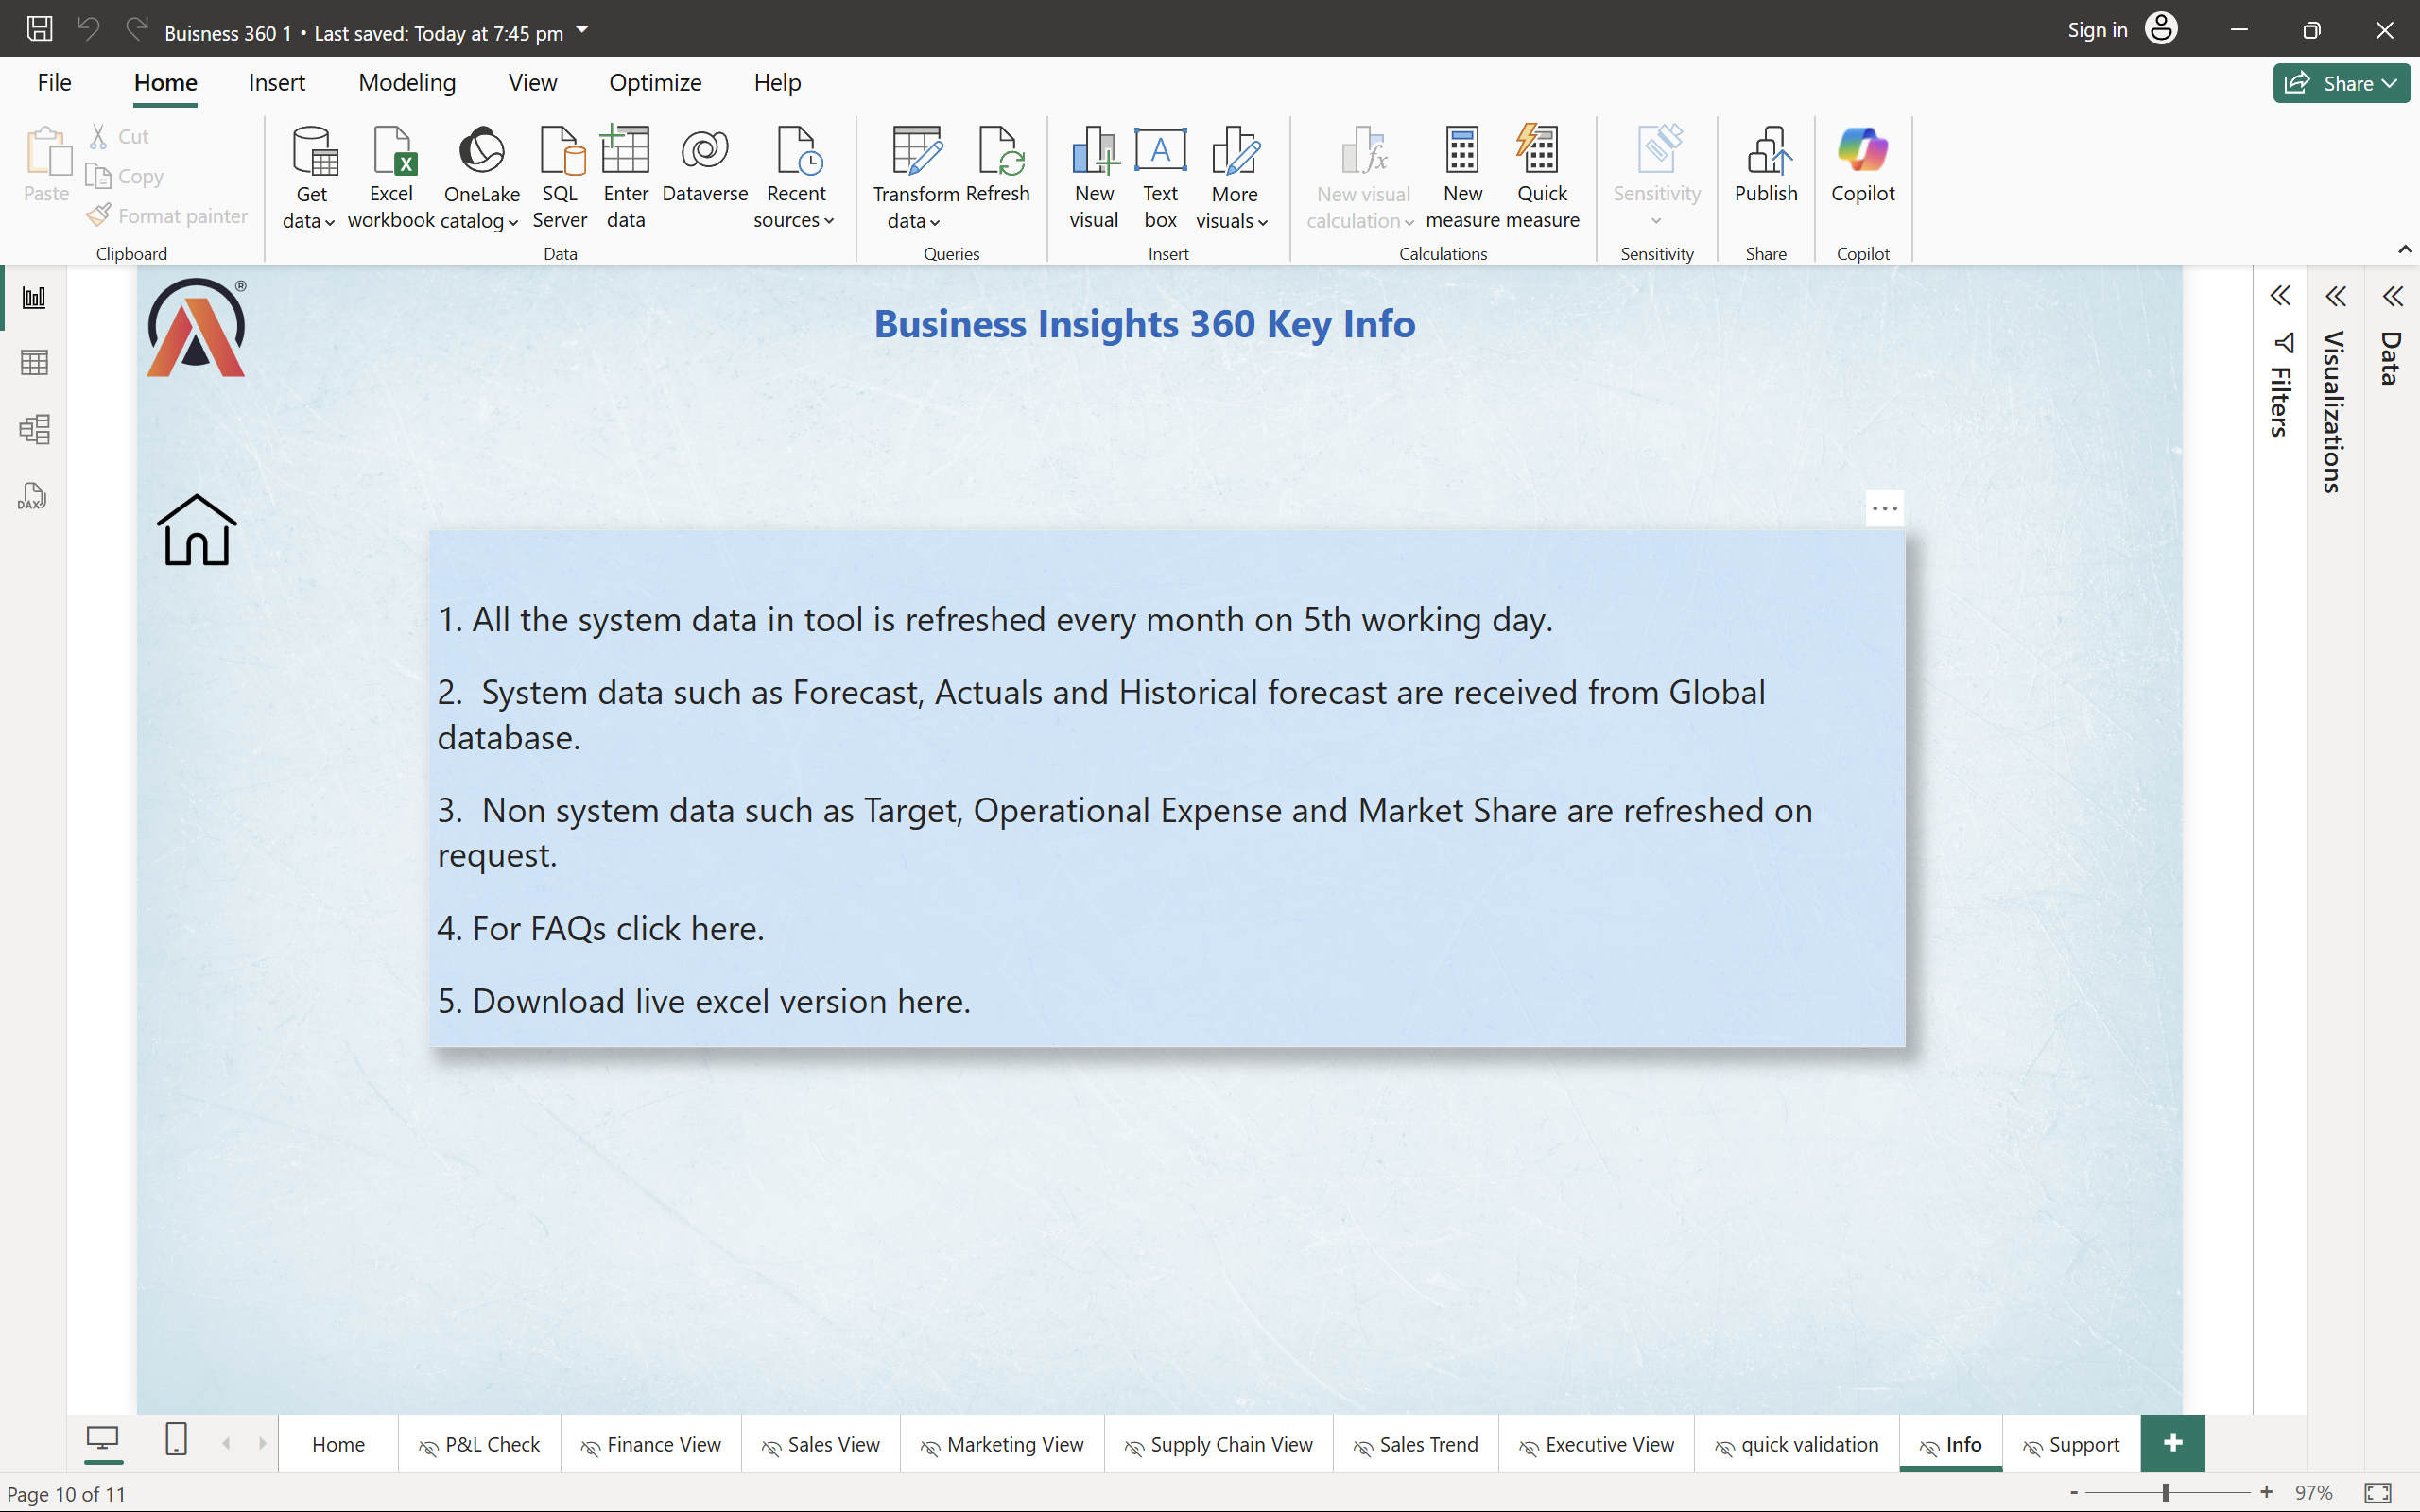 Buisness 360 1 • Last saved: Today at 7:45 pm
Sign in
File Home Insert Modeling View Optimize Help
Share
Paste
Cut
Copy
Format painter
Clipboard
Get data
Excel workbook
OneLake catalog
SQL Server
Enter data
Dataverse
Recent sources
Data
Transform data
Refresh
Queries
New visual
Text box
More visuals
Insert
New visual calculation
New measure
Quick measure
Calculations
Sensitivity
Sensitivity
Publish
Share
Copilot
Copilot
DAX
®
Business Insights 360 Key Info
1. All the system data in tool is refreshed every month on 5th working day.
2. System data such as Forecast, Actuals and Historical forecast are received from Global
database.
3. Non system data such as Target, Operational Expense and Market Share are refreshed on
request.
4. For FAQs click here.
5. Download live excel version here.
Filters
Visualizations
Data
Home P&L Check Finance View Sales View Marketing View Supply Chain View Sales Trend Executive View quick validation Info Support
Page 10 of 11
- + 97%